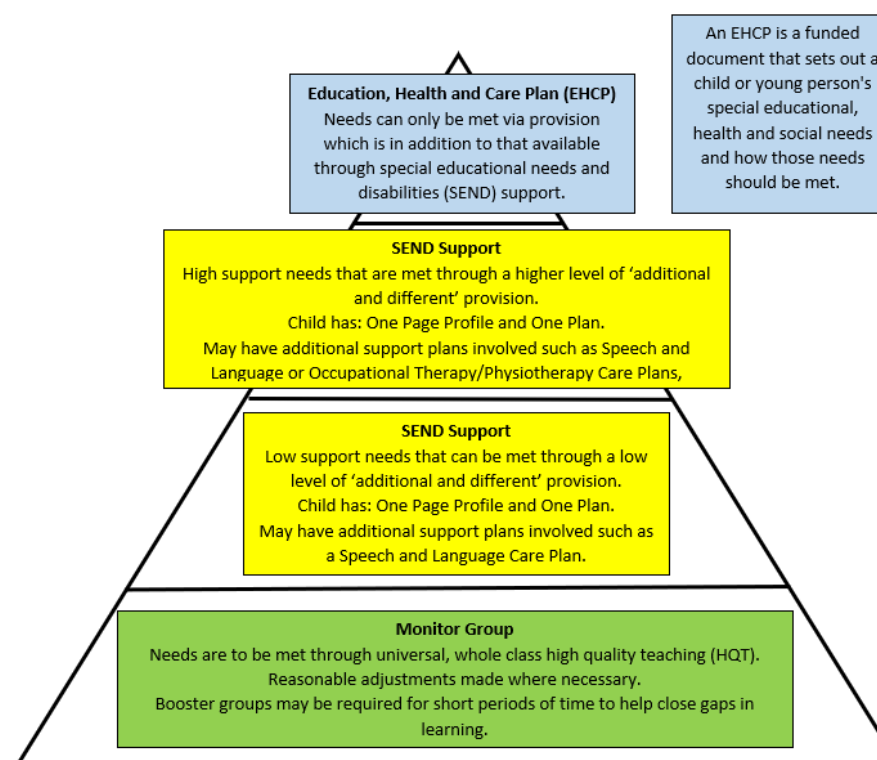 Education, Health and Care Plan (EHCP)
Needs can only be met via provision
which is in addition to that available
through special educational needs and
disabilities (SEND) support.
An EHCP is a funded
document that sets out a
child or young person's
special educational,
health and social needs
and how those needs
should be met.
SEND Support
High support needs that are met through a higher level of ‘additional
and different’ provision.
Child has: One Page Profile and One Plan.
May have additional support plans involved such as Speech and
Language or Occupational Therapy/Physiotherapy Care Plans,
SEND Support
Low support needs that can be met through a low
level of ‘additional and different’ provision.
Child has: One Page Profile and One Plan.
May have additional support plans involved such as
a Speech and Language Care Plan.
Monitor Group
Needs are to be met through universal, whole class high quality teaching (HQT).
Reasonable adjustments made where necessary.
Booster groups may be required for short periods of time to help close gaps in
learning.